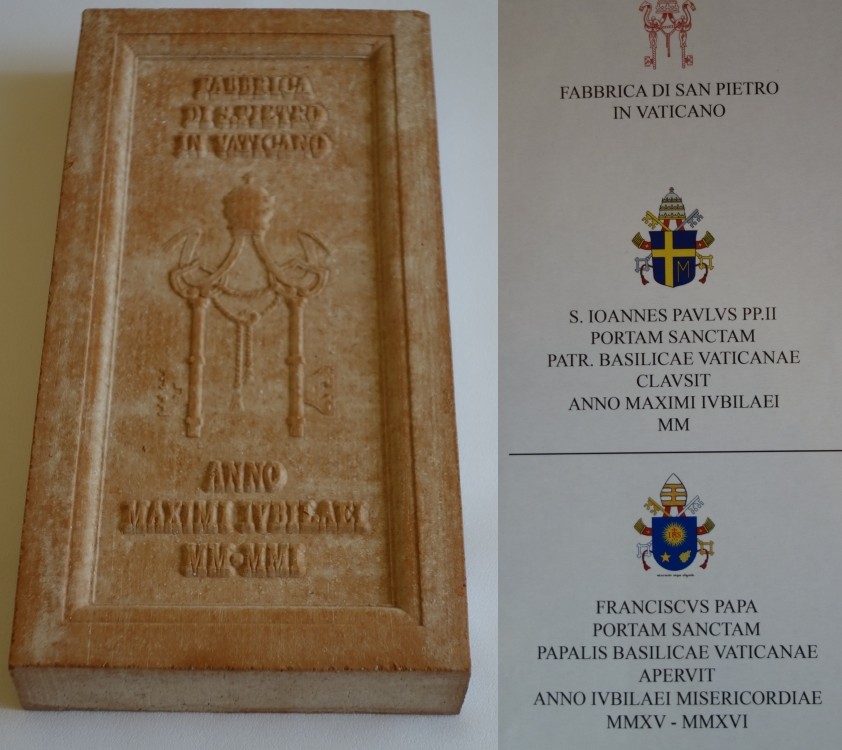 FABBRICA
DI S. PIETRO
IN VATICANO
ANNO
MAXIMI IVBILAEI
MM·MMI
FABBRICA DI SAN PIETRO
IN VATICANO
M
S. IOANNES PAVLVS PP.II
PORTAM SANCTAM
PATR. BASILICAE VATICANAE
CLAVSIT
ANNO MAXIMI IVBILAEI
MM
IHS
FRANCISCVS PAPA
PORTAM SANCTAM
PAPALIS BASILICAE VATICANAE
APERVIT
ANNO IVBILAEI MISERICORDIAE
MMXV - MMXVI